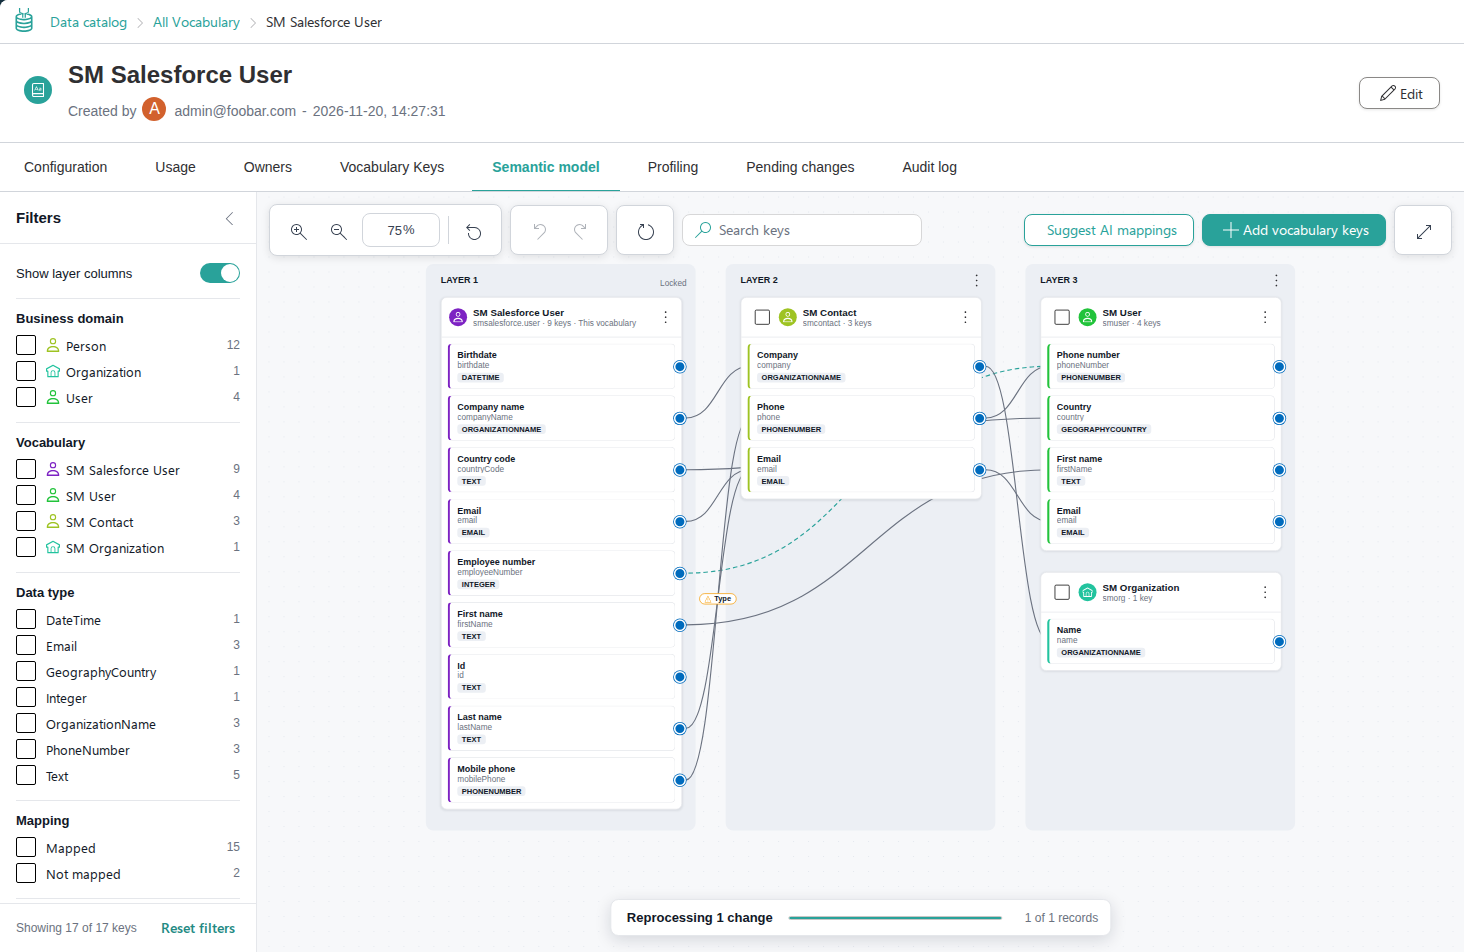 Data catalog > All Vocabulary > SM Salesforce User
SM Salesforce User
Created by A admin@foobar.com - 2026-11-20, 14:27:31
Edit
Configuration Usage Owners Vocabulary Keys Semantic model Profiling Pending changes Audit log
Filters
Show layer columns
Business domain
Person 12
Organization 1
User 4
Vocabulary
SM Salesforce User 9
SM User 4
SM Contact 3
SM Organization 1
Data type
DateTime 1
Email 3
GeographyCountry 1
Integer 1
OrganizationName 3
PhoneNumber 3
Text 5
Mapping
Mapped 15
Not mapped 2
Showing 17 of 17 keys Reset filters
75%
Search keys
Suggest AI mappings
Add vocabulary keys
LAYER 1 Locked
SM Salesforce User
smsalesforce.user · 9 keys · This vocabulary
Birthdate
birthdate
DATETIME
Company name
companyName
ORGANIZATIONNAME
Country code
countryCode
TEXT
Email
email
EMAIL
Employee number
employeeNumber
INTEGER
First name
firstName
TEXT
Id
id
TEXT
Last name
lastName
TEXT
Mobile phone
mobilePhone
PHONENUMBER
Type
LAYER 2
SM Contact
smcontact · 3 keys
Company
company
ORGANIZATIONNAME
Phone
phone
PHONENUMBER
Email
email
EMAIL
LAYER 3
SM User
smuser · 4 keys
Phone number
phoneNumber
PHONENUMBER
Country
country
GEOGRAPHYCOUNTRY
First name
firstName
TEXT
Email
email
EMAIL
SM Organization
smorg · 1 key
Name
name
ORGANIZATIONNAME
Reprocessing 1 change 1 of 1 records